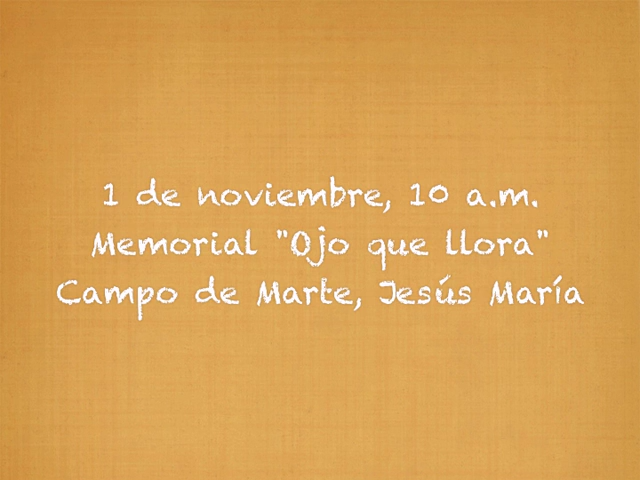 1 de noviembre, 10 a.m.
Memorial "Ojo que llora"
Campo de Marte, Jesús María